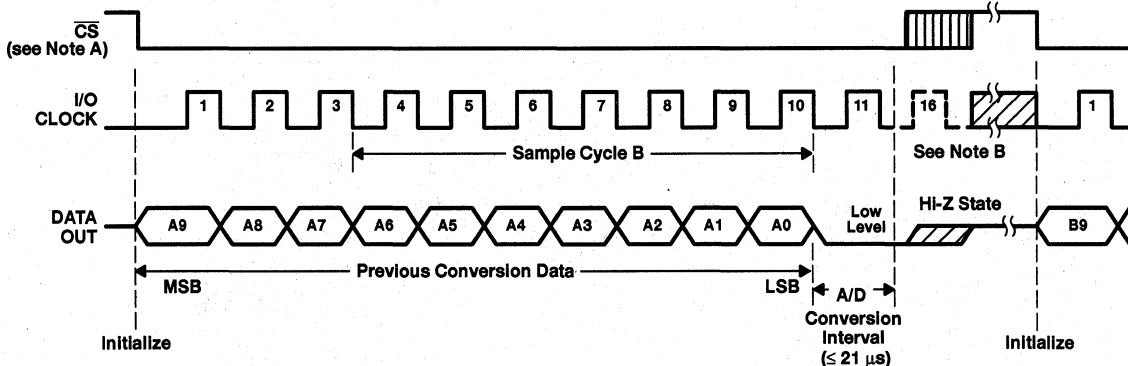 CS
(see Note A)
I/O
CLOCK
1 2 3 4 5 6 7 8 9 10 11 16 1
Sample Cycle B
See Note B
DATA
OUT
A9 A8 A7 A6 A5 A4 A3 A2 A1 A0
Low
Level
Hi-Z State
B9
Previous Conversion Data
MSB
LSB
A/D
Conversion
Interval
(≤ 21 μs)
Initialize
Initialize